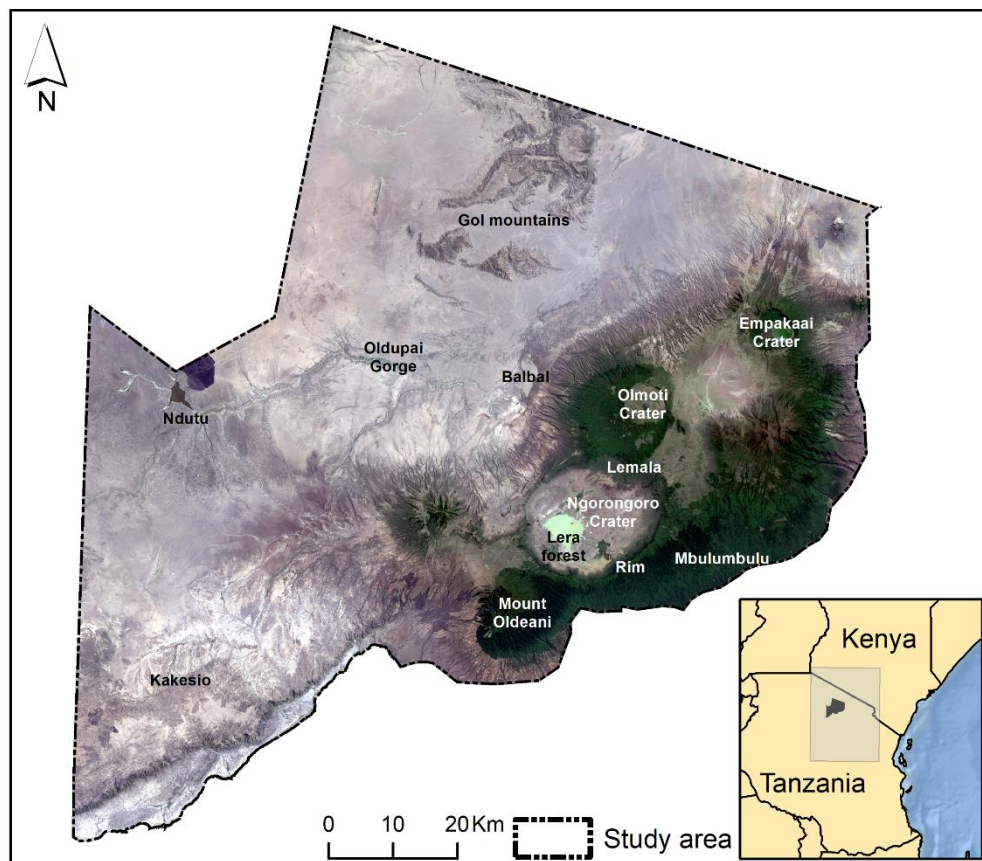 N
Gol mountains
Empakaai
Crater
Oldupai
Gorge
Balbal
Ndutu
Olmoti
Crater
Lemala
Ngorongoro
Crater
Lera
forest
Rim
Mbulumbulu
Mount
Oldeani
Kakesio
Kenya
Tanzania
0 10 20 Km
Study area